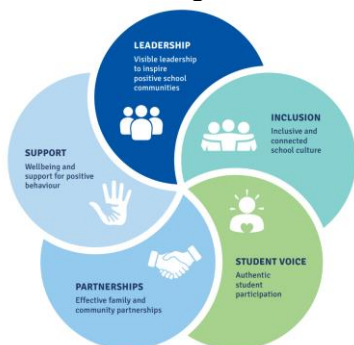 LEADERSHIP
Visible leadership
to inspire
positive school
communities
INCLUSION
Inclusive and
connected
school culture
STUDENT VOICE
Authentic
student
participation
PARTNERSHIPS
Effective family and
community partnerships
SUPPORT
Wellbeing and
support for positive
behaviour